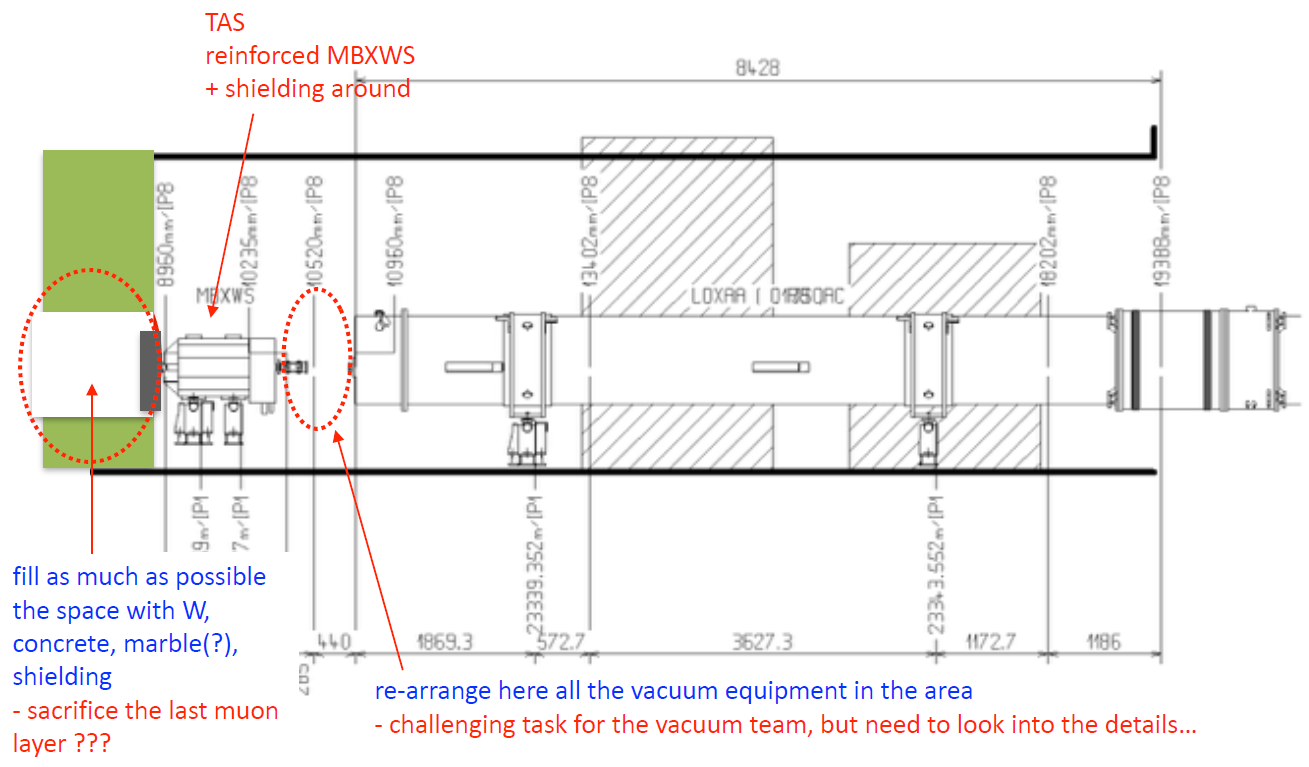 TAS
reinforced MBXWS
+ shielding around
8428
8960mm/IP8
10235mm/IP8
10520mm/IP8
10960mm/IP8
13402mm/IP8
18202mm/IP8
19388mm/IP8
MBXWS
9m/IP1
7m/IP1
23339.352m/IP1
23343.552m/IP1
440
1869.3
572.7
3627.3
1172.7
1186
fill as much as possible
the space with W,
concrete, marble(?),
shielding
- sacrifice the last muon
layer ???
re-arrange here all the vacuum equipment in the area
- challenging task for the vacuum team, but need to look into the details...